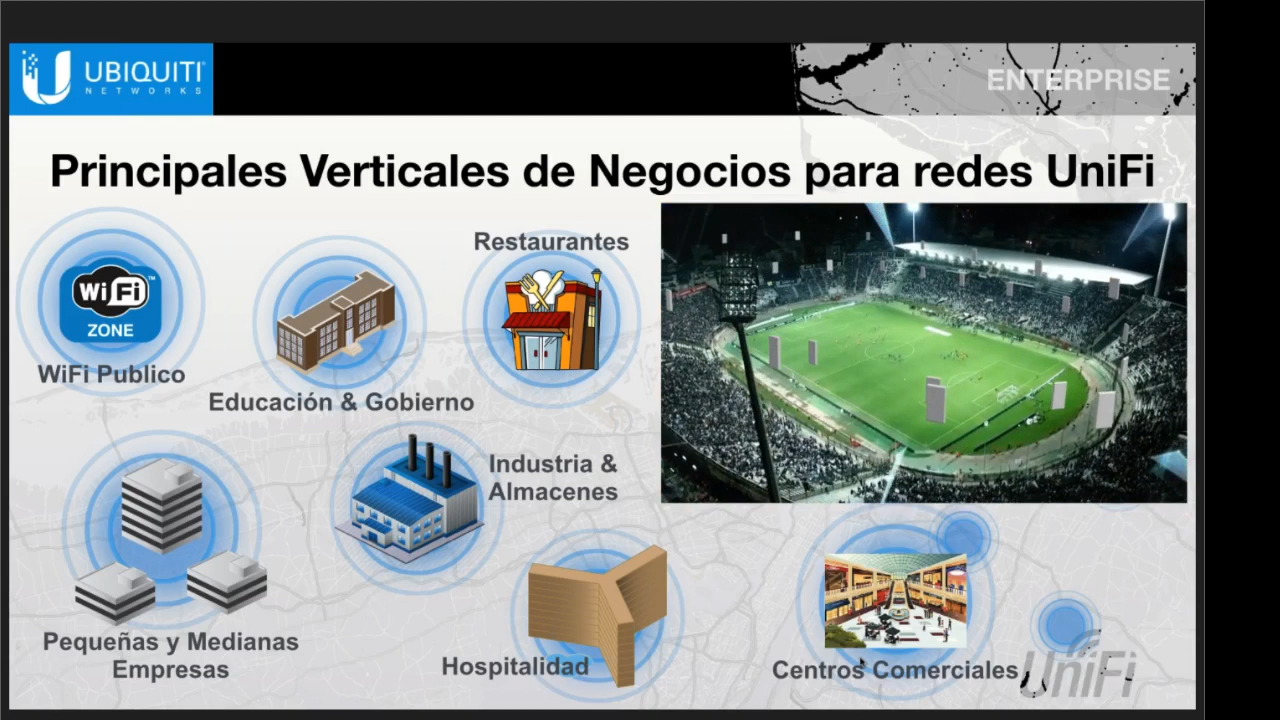 UBIQUITI
NETWORKS
ENTERPRISE
Principales Verticales de Negocios para redes UniFi
WiFi
ZONE
WiFi Publico
Educación & Gobierno
Restaurantes
Industria &
Almacenes
Pequeñas y Medianas
Empresas
Hospitalidad
Centros Comerciales
UniFi